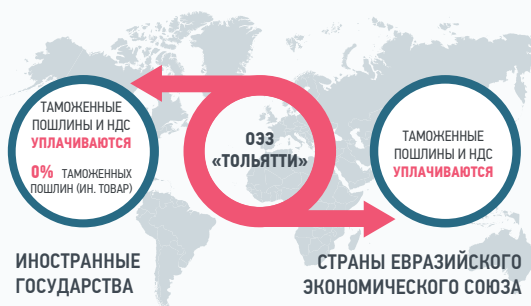 ТАМОЖЕННЫЕ
ПОШЛИНЫ И НДС
УПЛАЧИВАЮТСЯ
0% ТАМОЖЕННЫХ
ПОШЛИН (ИН. ТОВАР)
ОЭЗ
«ТОЛЬЯТТИ»
ТАМОЖЕННЫЕ
ПОШЛИНЫ И НДС
УПЛАЧИВАЮТСЯ
ИНОСТРАННЫЕ
ГОСУДАРСТВА
СТРАНЫ ЕВРАЗИЙСКОГО
ЭКОНОМИЧЕСКОГО СОЮЗА